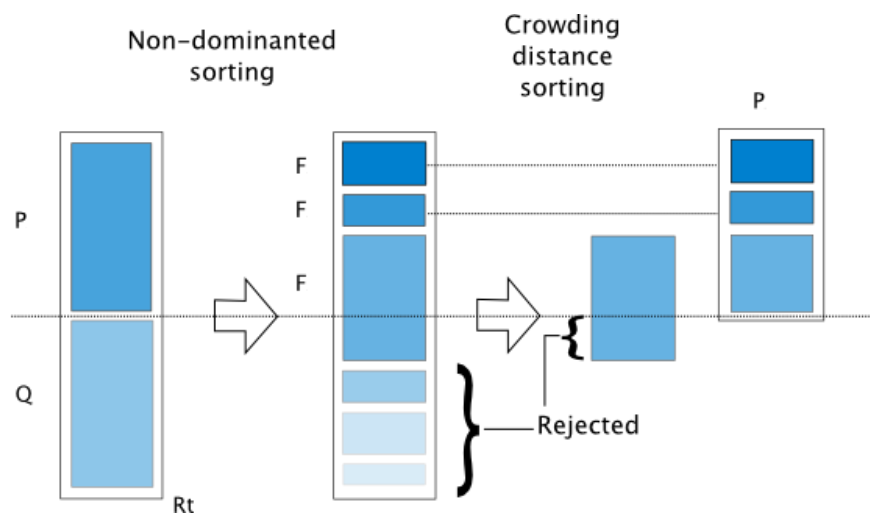 Non-dominanted
sorting
Crowding
distance
sorting
P
F
F
P
F
Q
Rejected
Rt